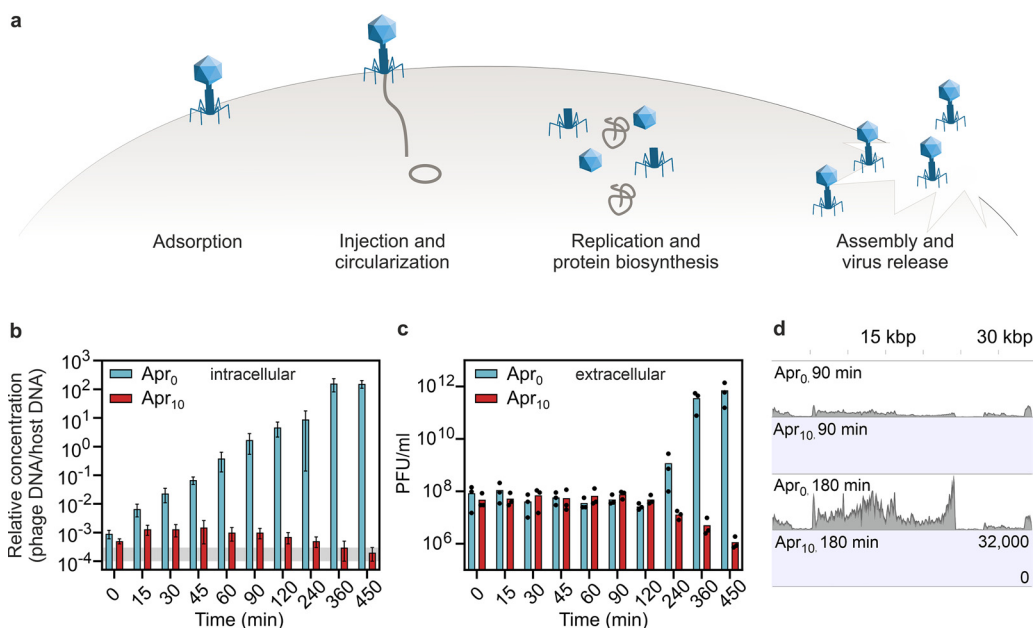 a
Adsorption
Injection and
circularization
Replication and
protein biosynthesis
Assembly and
virus release
b
Relative concentration
(phage DNA/host DNA)
10³
10²
10¹
10⁰
10⁻¹
10⁻²
10⁻³
10⁻⁴
Apr₀
intracellular
Apr₁₀
0 15 30 45 60 90 120 240 360 450
Time (min)
c
PFU/ml
10¹²
10¹⁰
10⁸
10⁶
Apr₀
extracellular
Apr₁₀
0 15 30 45 60 90 120 240 360 450
Time (min)
d
15 kbp 30 kbp
Apr₀, 90 min
Apr₁₀, 90 min
Apr₀, 180 min
Apr₁₀, 180 min 32,000
0